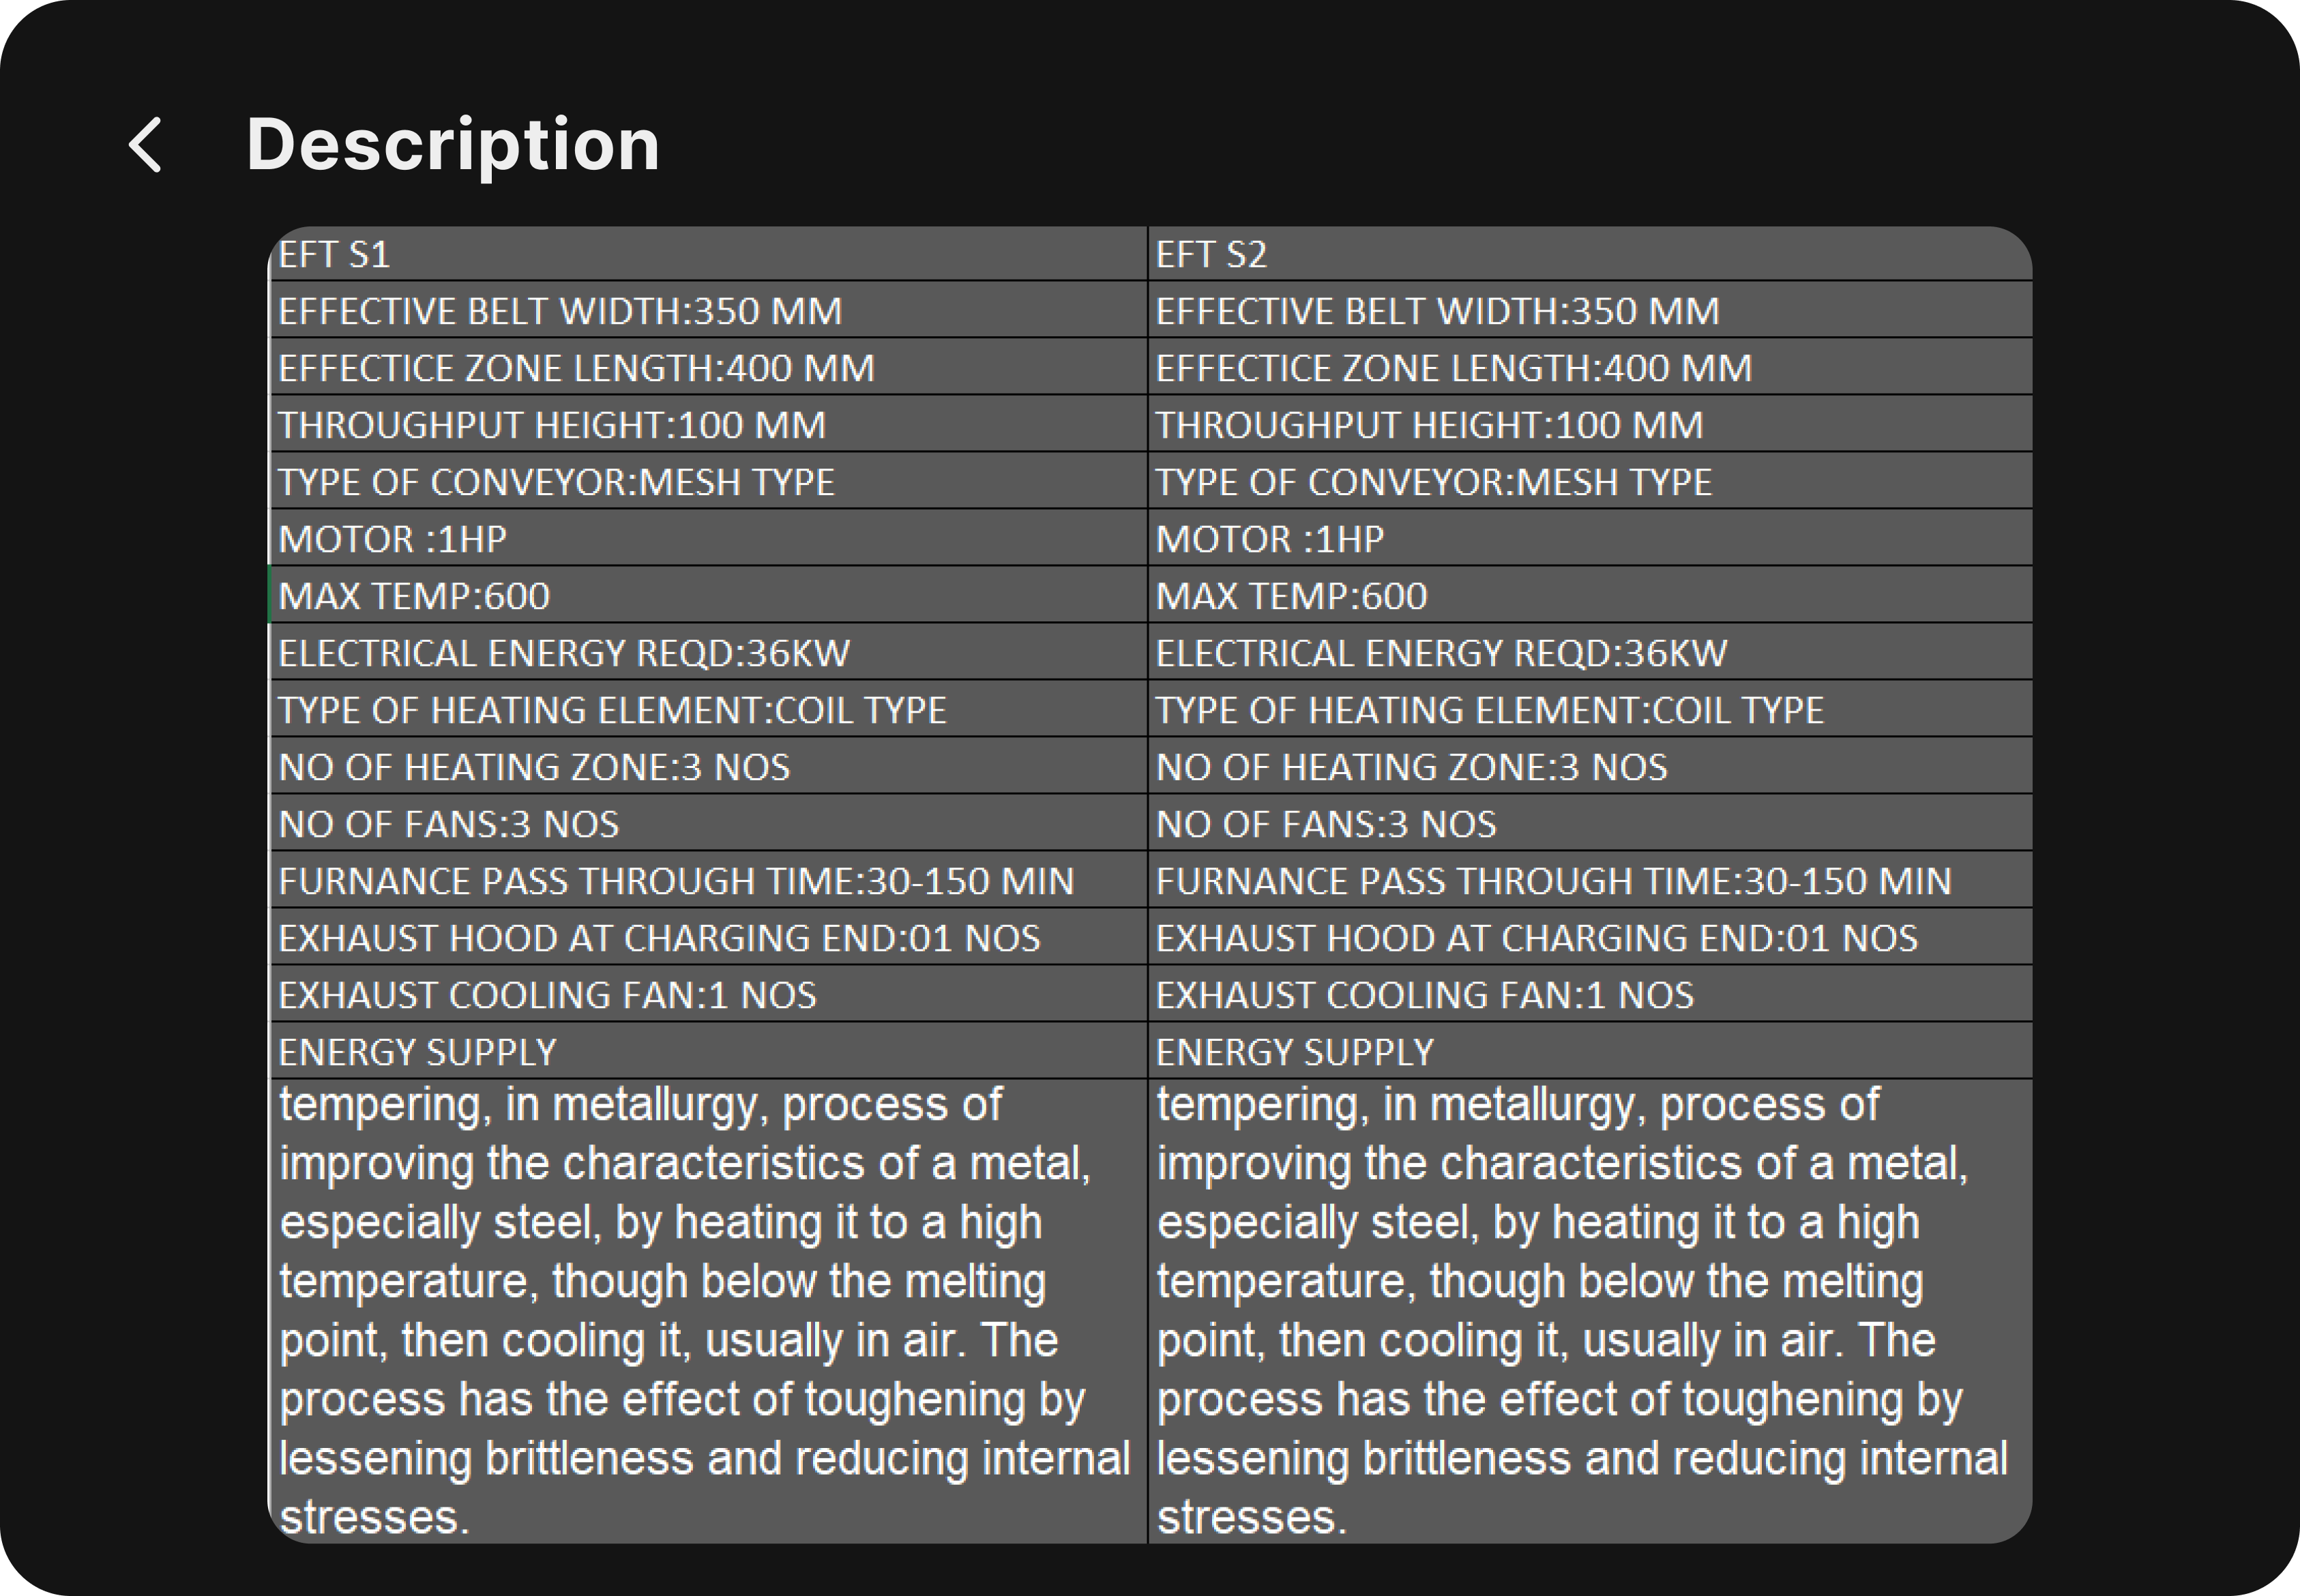 Description
EFT S1
EFT S2
EFFECTIVE BELT WIDTH:350 MM
EFFECTIVE BELT WIDTH:350 MM
EFFECTICE ZONE LENGTH:400 MM
EFFECTICE ZONE LENGTH:400 MM
THROUGHPUT HEIGHT:100 MM
THROUGHPUT HEIGHT:100 MM
TYPE OF CONVEYOR:MESH TYPE
TYPE OF CONVEYOR:MESH TYPE
MOTOR :1HP
MOTOR :1HP
MAX TEMP:600
MAX TEMP:600
ELECTRICAL ENERGY REQD:36KW
ELECTRICAL ENERGY REQD:36KW
TYPE OF HEATING ELEMENT:COIL TYPE
TYPE OF HEATING ELEMENT:COIL TYPE
NO OF HEATING ZONE:3 NOS
NO OF HEATING ZONE:3 NOS
NO OF FANS:3 NOS
NO OF FANS:3 NOS
FURNANCE PASS THROUGH TIME:30-150 MIN
FURNANCE PASS THROUGH TIME:30-150 MIN
EXHAUST HOOD AT CHARGING END:01 NOS
EXHAUST HOOD AT CHARGING END:01 NOS
EXHAUST COOLING FAN:1 NOS
EXHAUST COOLING FAN:1 NOS
ENERGY SUPPLY
ENERGY SUPPLY
tempering, in metallurgy, process of
improving the characteristics of a metal,
especially steel, by heating it to a high
temperature, though below the melting
point, then cooling it, usually in air. The
process has the effect of toughening by
lessening brittleness and reducing internal
stresses.
tempering, in metallurgy, process of
improving the characteristics of a metal,
especially steel, by heating it to a high
temperature, though below the melting
point, then cooling it, usually in air. The
process has the effect of toughening by
lessening brittleness and reducing internal
stresses.